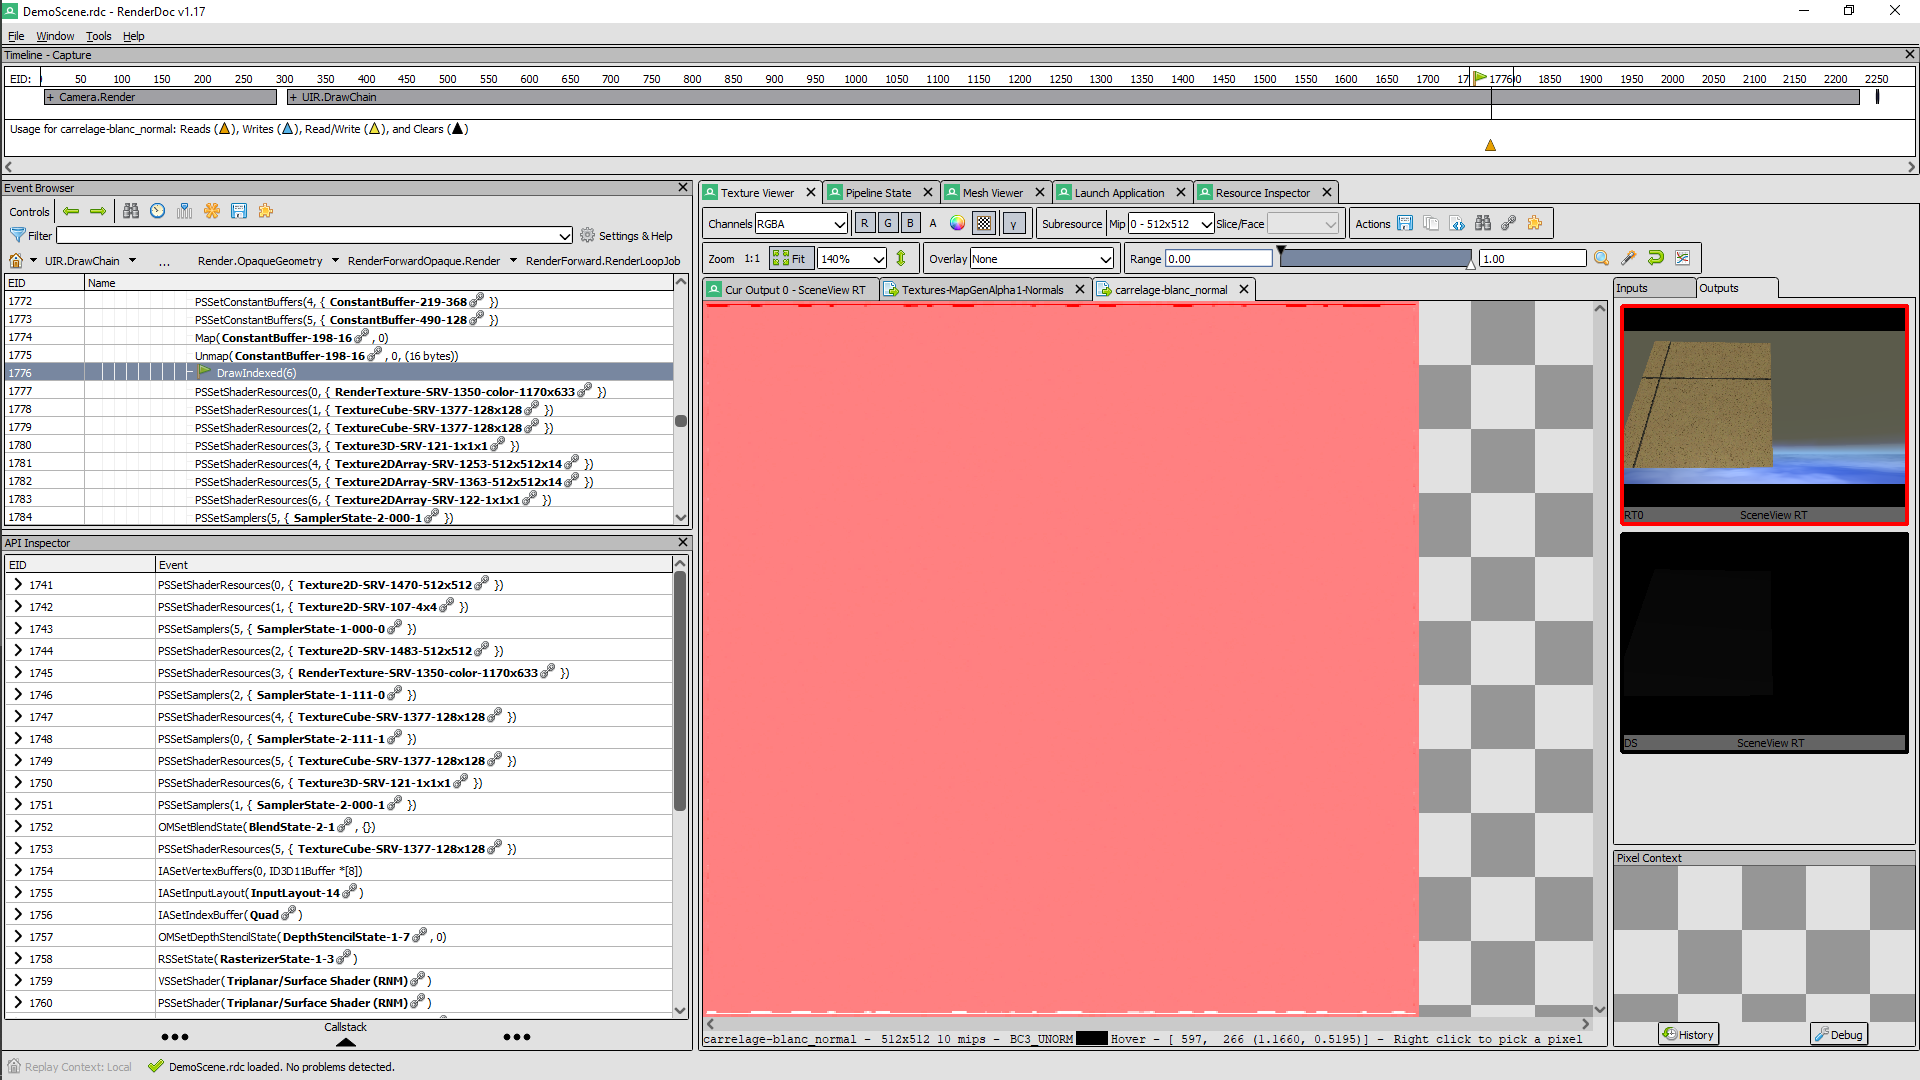 DemoScene.rdc - RenderDoc v1.17
File Window Tools Help
Timeline - Capture
EID: 50 100 150 200 250 300 350 400 450 500 550 600 650 700 750 800 850 900 950 1000 1050 1100 1150 1200 1250 1300 1350 1400 1450 1500 1550 1600 1650 1700 17 1776 1850 1900 1950 2000 2050 2100 2200 2250
+ Camera.Render + UIR.DrawChain
Usage for carrelage-blanc_normal: Reads (▲), Writes (▲), Read/Write (▲), and Clears (▲)
Event Browser
Controls
Filter Settings & Help
UIR.DrawChain ... Render.OpaqueGeometry RenderForwardOpaque.Render RenderForward.RenderLoopJob
EID Name
1772 PSSetConstantBuffers(4, { ConstantBuffer-219-368 })
1773 PSSetConstantBuffers(5, { ConstantBuffer-490-128 })
1774 Map(ConstantBuffer-198-16 , 0)
1775 Unmap(ConstantBuffer-198-16 , 0, (16 bytes))
1776 DrawIndexed(6)
1777 PSSetShaderResources(0, { RenderTexture-SRV-1350-color-1170x633 })
1778 PSSetShaderResources(1, { TextureCube-SRV-1377-128x128 })
1779 PSSetShaderResources(2, { TextureCube-SRV-1377-128x128 })
1780 PSSetShaderResources(3, { Texture3D-SRV-121-1x1x1 })
1781 PSSetShaderResources(4, { Texture2DArray-SRV-1253-512x512x14 })
1782 PSSetShaderResources(5, { Texture2DArray-SRV-1363-512x512x14 })
1783 PSSetShaderResources(6, { Texture2DArray-SRV-122-1x1x1 })
1784 PSSetSamplers(5, { SamplerState-2-000-1 })
API Inspector
EID Event
1741 PSSetShaderResources(0, { Texture2D-SRV-1470-512x512 })
1742 PSSetShaderResources(1, { Texture2D-SRV-107-4x4 })
1743 PSSetSamplers(5, { SamplerState-1-000-0 })
1744 PSSetShaderResources(2, { Texture2D-SRV-1483-512x512 })
1745 PSSetShaderResources(3, { RenderTexture-SRV-1350-color-1170x633 })
1746 PSSetSamplers(2, { SamplerState-1-111-0 })
1747 PSSetShaderResources(4, { TextureCube-SRV-1377-128x128 })
1748 PSSetSamplers(0, { SamplerState-2-111-1 })
1749 PSSetShaderResources(5, { TextureCube-SRV-1377-128x128 })
1750 PSSetShaderResources(6, { Texture3D-SRV-121-1x1x1 })
1751 PSSetSamplers(1, { SamplerState-2-000-1 })
1752 OMSetBlendState(BlendState-2-1 , {})
1753 PSSetShaderResources(5, { TextureCube-SRV-1377-128x128 })
1754 IASetVertexBuffers(0, ID3D11Buffer *[8])
1755 IASetInputLayout(InputLayout-14 )
1756 IASetIndexBuffer(Quad )
1757 OMSetDepthStencilState(DepthStencilState-1-7 , 0)
1758 RSSetState(RasterizerState-1-3 )
1759 VSSetShader(Triplanar/Surface Shader (RNM) )
1760 PSSetShader(Triplanar/Surface Shader (RNM) )
Callstack
Replay Context: Local DemoScene.rdc loaded. No problems detected.
Texture Viewer Pipeline State Mesh Viewer Launch Application Resource Inspector
Channels RGBA R G B A γ Subresource Mip 0 - 512x512 Slice/Face Actions
Zoom 1:1 Fit 140% Overlay None Range 0.00 1.00
Cur Output 0 - SceneView RT Textures-MapGenAlpha1-Normals carrelage-blanc_normal
carrelage-blanc_normal - 512x512 10 mips - BC3_UNORM Hover - [ 597, 266 (1.1660, 0.5195)] - Right click to pick a pixel
Inputs Outputs
RT0 SceneView RT
DS SceneView RT
Pixel Context
History Debug